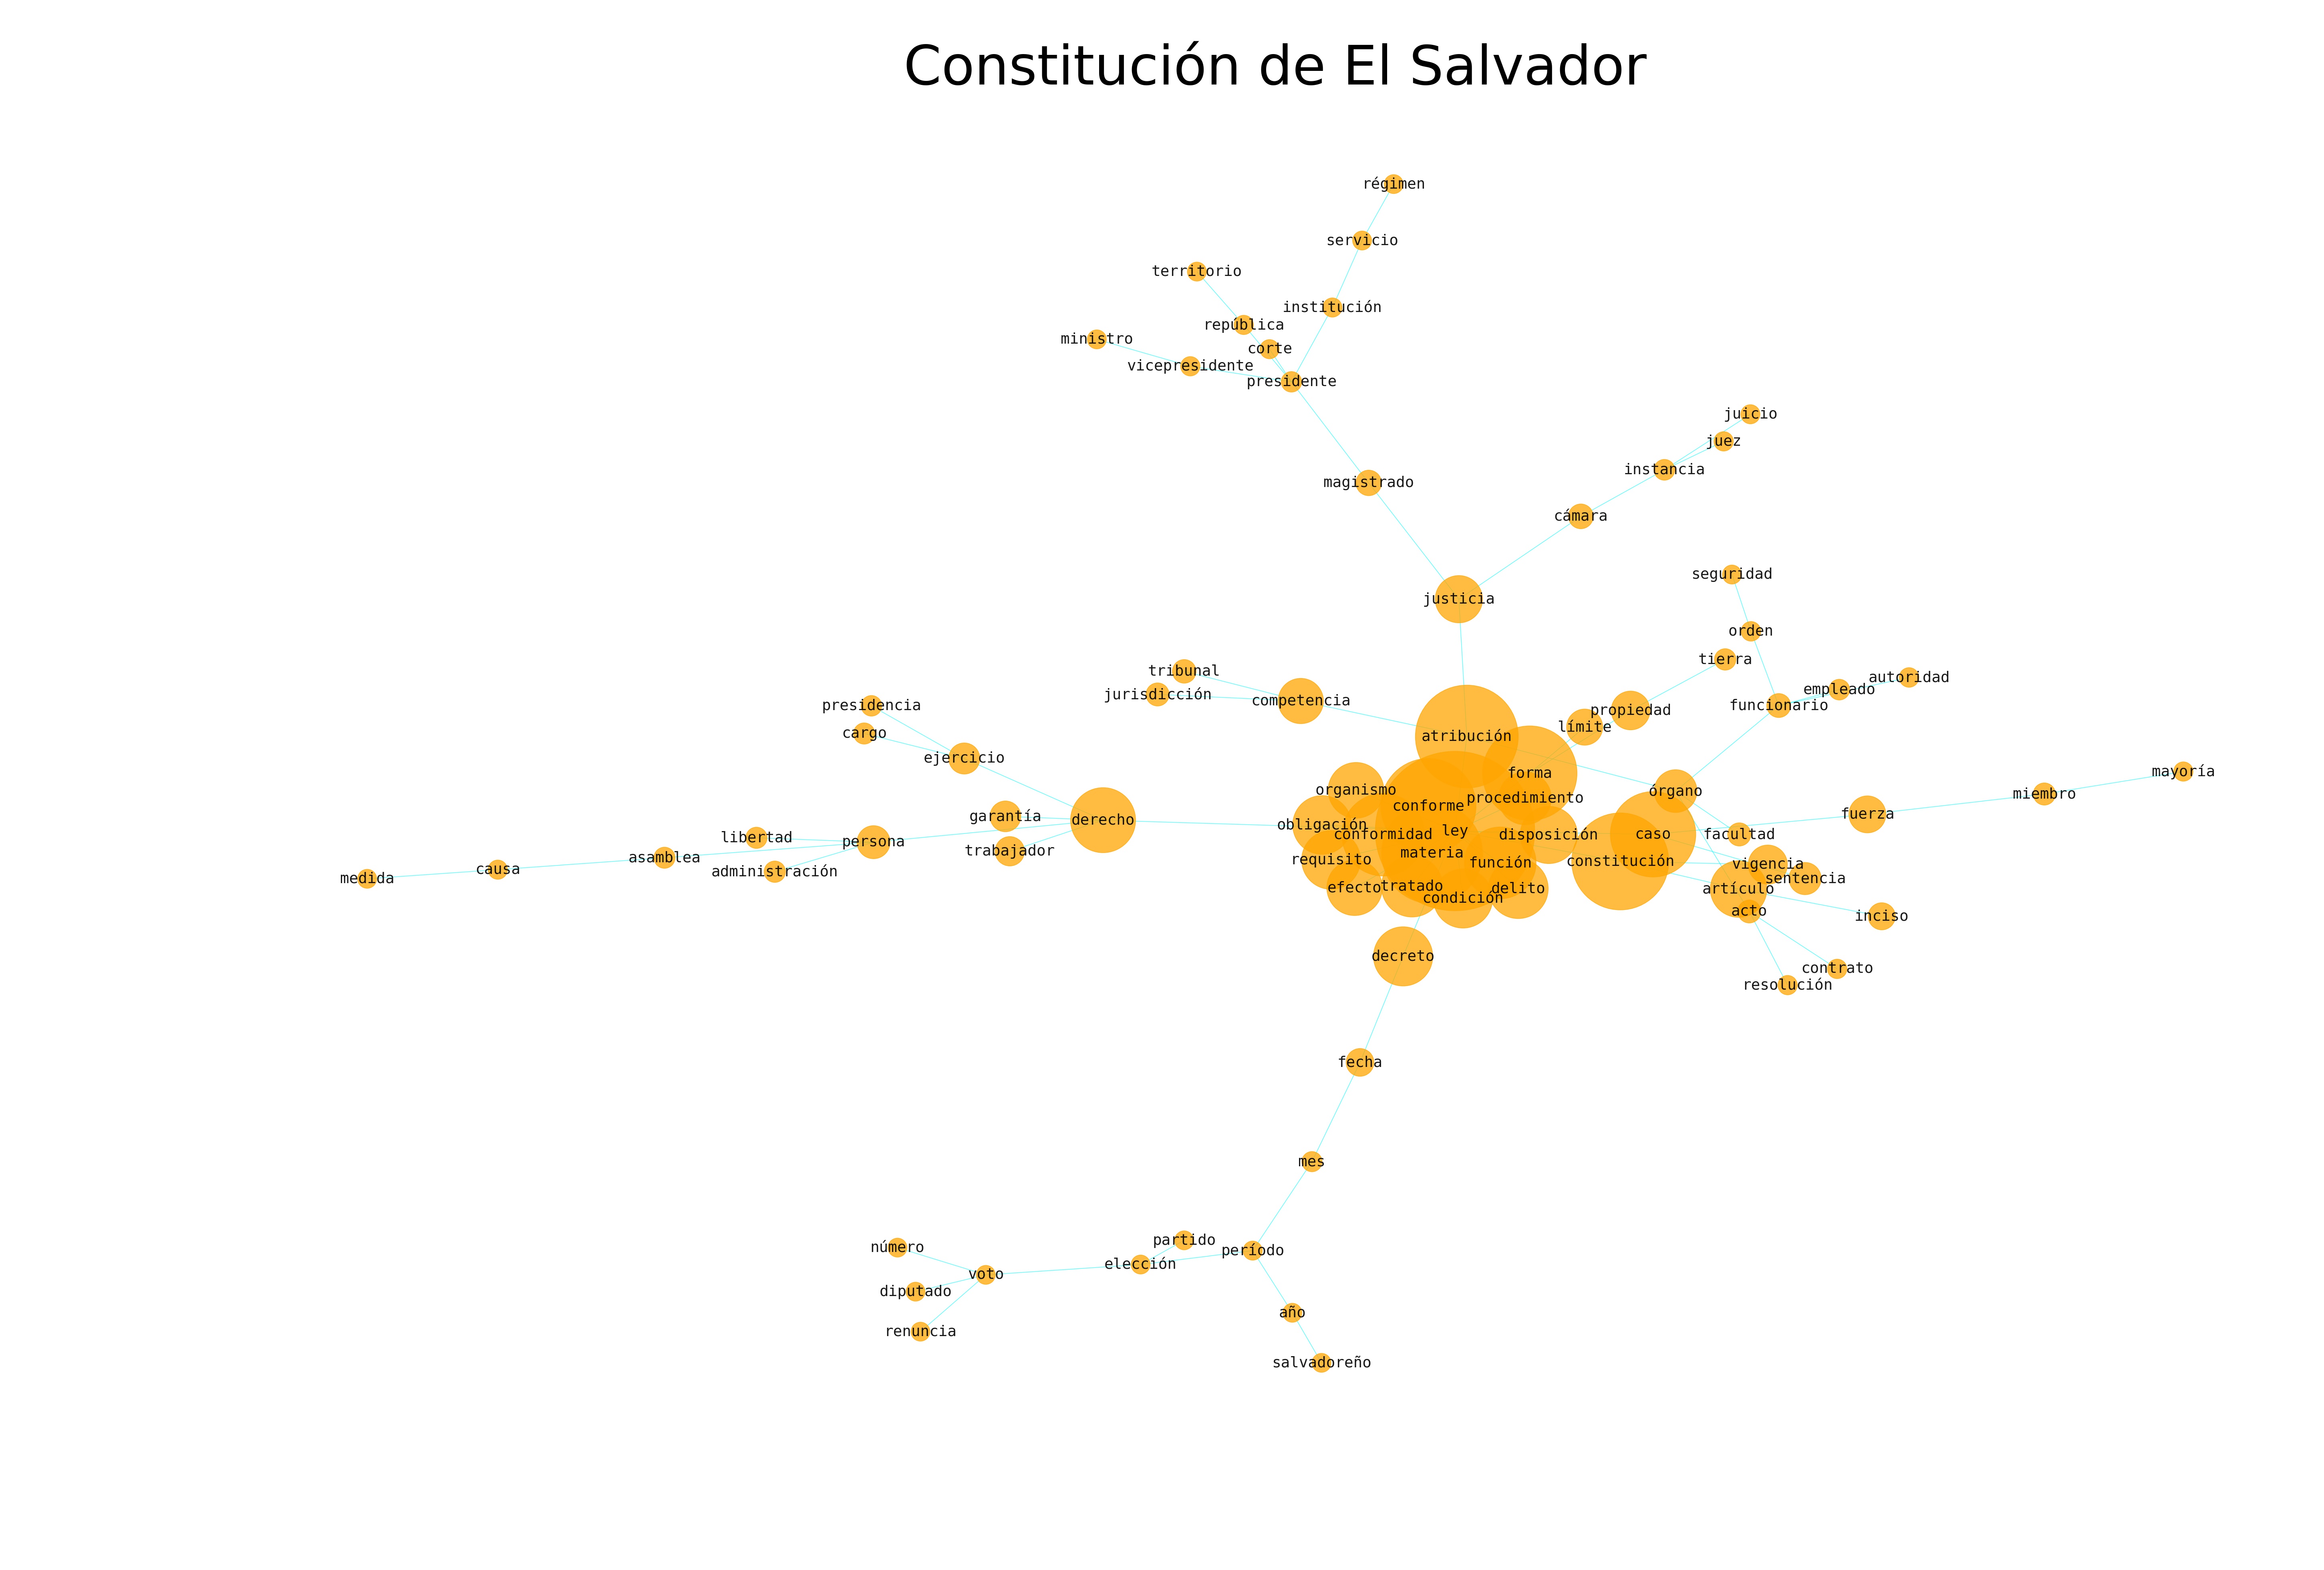 Constitución de El Salvador
régimen
servicio
territorio
institución
república
ministro
corte
vicepresidente
presidente
juicio
juez
instancia
magistrado
cámara
seguridad
justicia
orden
tierra
tribunal
autoridad
jurisdicción
empleado
competencia
presidencia
funcionario
propiedad
límite
cargo
atribución
ejercicio
mayoría
forma
organismo
órgano
miembro
procedimiento
conforme
fuerza
garantía
derecho
obligación
ley
libertad
conformidad
disposición
caso
facultad
persona
trabajador
materia
asamblea
requisito
función
constitución
vigencia
causa
administración
medida
sentencia
efecto
tratado
delito
artículo
condición
acto
inciso
decreto
contrato
resolución
fecha
mes
partido
número
período
elección
voto
diputado
año
renuncia
salvadoreño